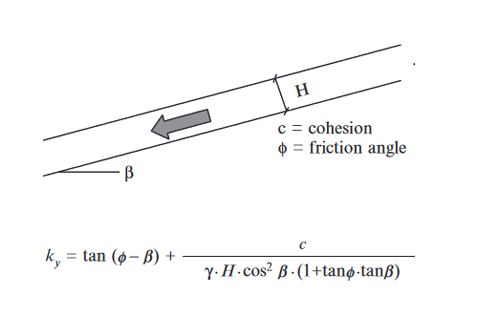 H
c = cohesion
ϕ = friction angle
β
k_y = tan (ϕ – β) + c / γ· H·cos² β·(1+tanϕ·tanβ)